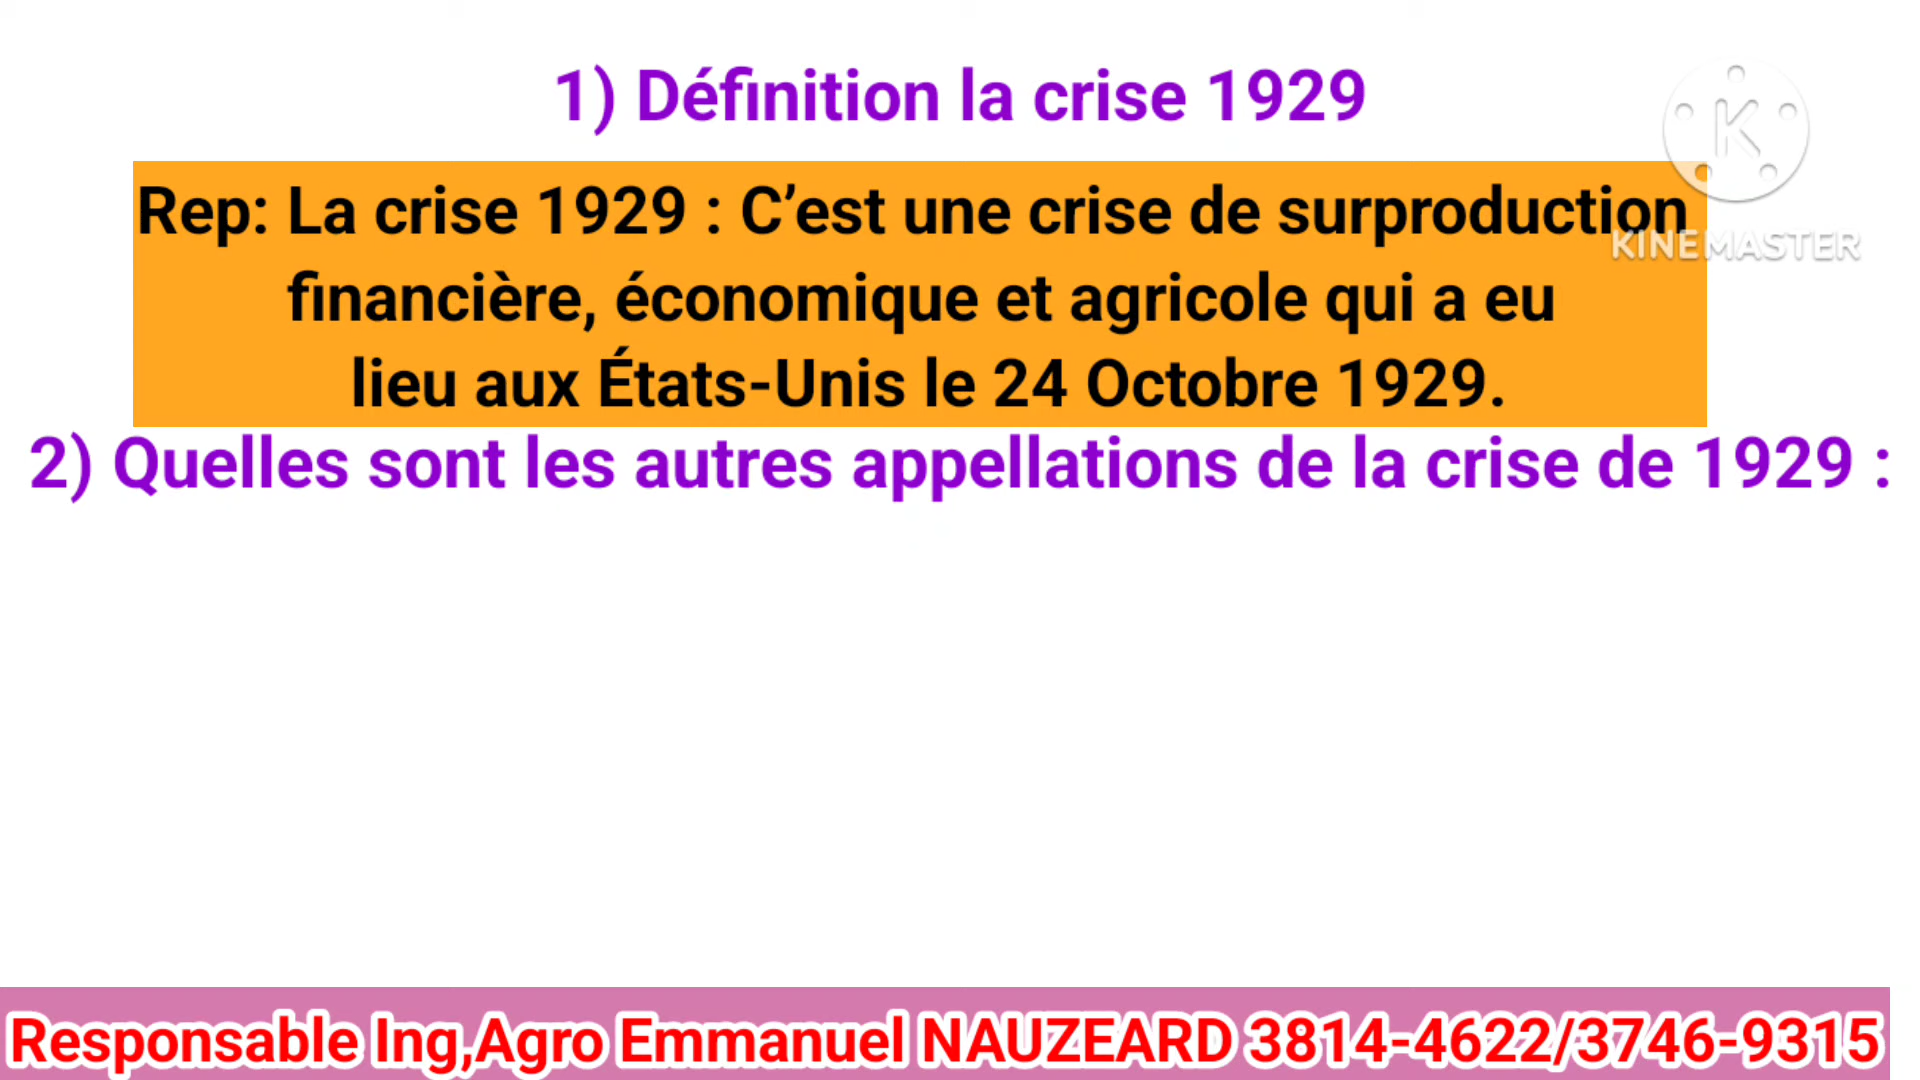 1) Définition la crise 1929
Rep: La crise 1929 : C’est une crise de surproduction
financière, économique et agricole qui a eu
lieu aux États-Unis le 24 Octobre 1929.
2) Quelles sont les autres appellations de la crise de 1929 :
K
KINEMASTER
Responsable Ing,Agro Emmanuel NAUZEARD 3814-4622/3746-9315